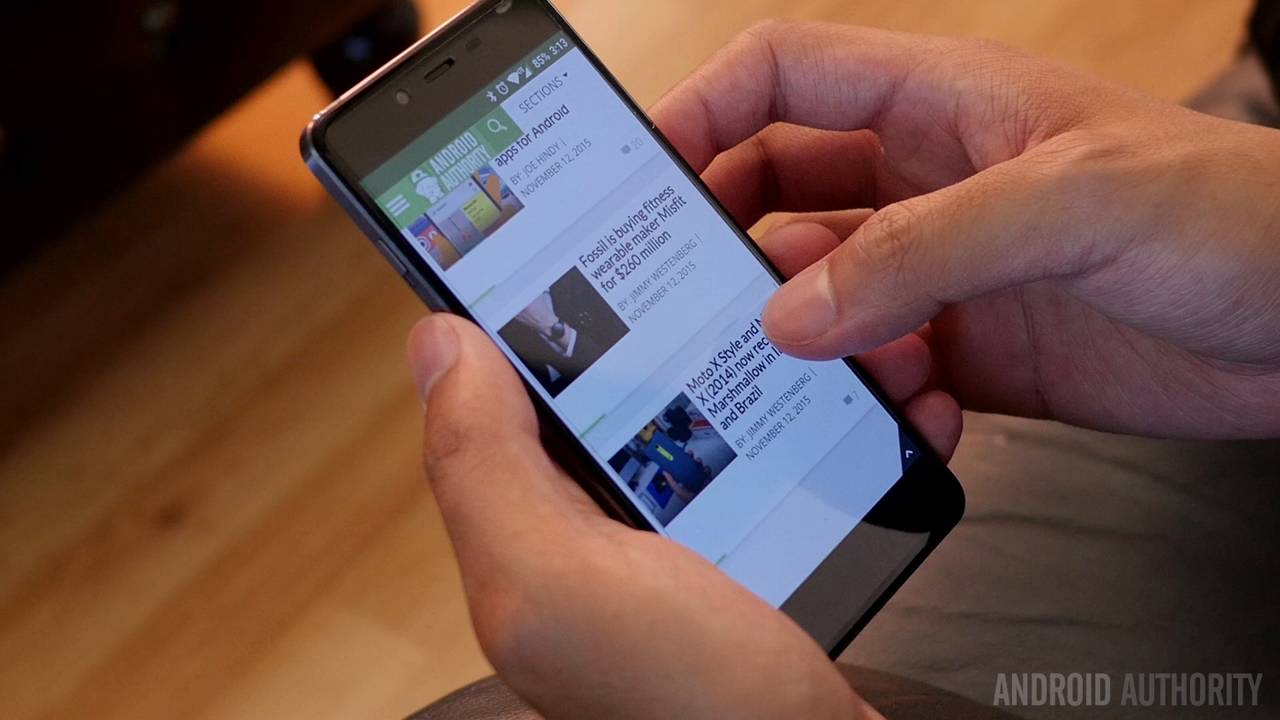 85% 3:13
ANDROID
AUTHORITY
SECTIONS
apps for Android
BY: JOE HINDY |
NOVEMBER 12, 2015
20
Fossil is buying fitness
wearable maker Misfit
for $260 million
BY: JIMMY WESTENBERG |
NOVEMBER 12, 2015
Moto X Style and
X (2014) now
Marshmallow in
and Brazil
BY: JIMMY WESTENBERG |
NOVEMBER 12, 2015
7
ANDROID AUTHORITY